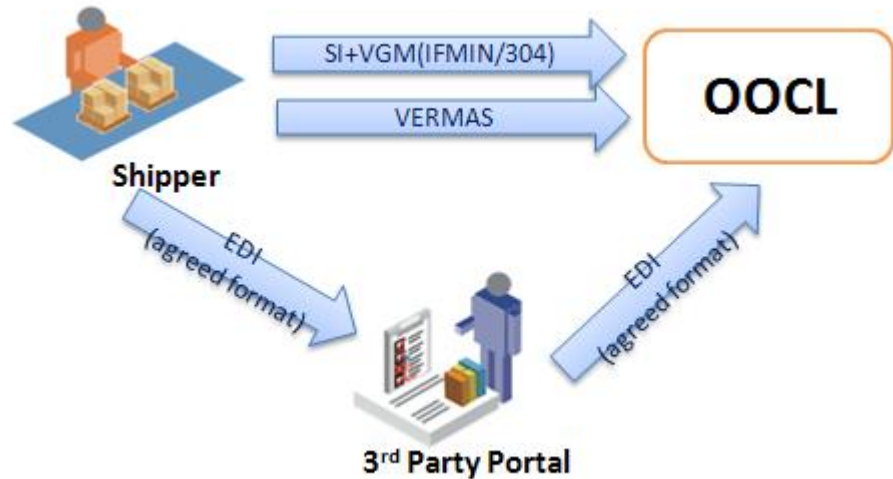 SI+VGM(IFMIN/304)
OOCL
VERMAS
Shipper
EDI
(agreed format)
EDI
(agreed format)
3rd Party Portal